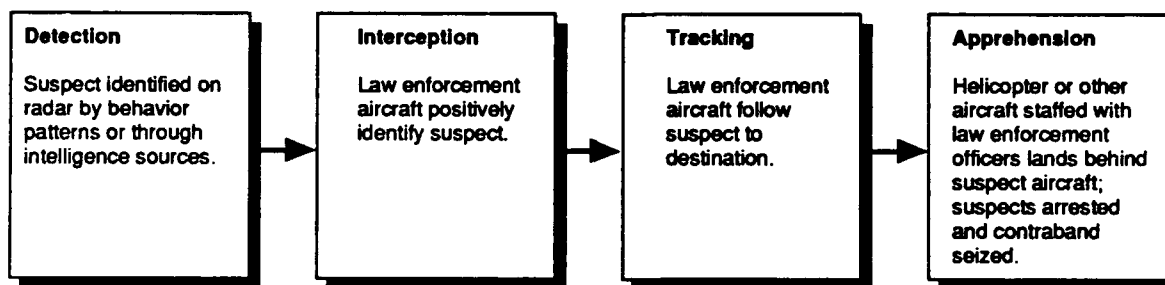 Detection
Suspect identified on
radar by behavior
patterns or through
intelligence sources.
Interception
Law enforcement
aircraft positively
identify suspect.
Tracking
Law enforcement
aircraft follow
suspect to
destination.
Apprehension
Helicopter or other
aircraft staffed with
law enforcement
officers lands behind
suspect aircraft;
suspects arrested
and contraband
seized.